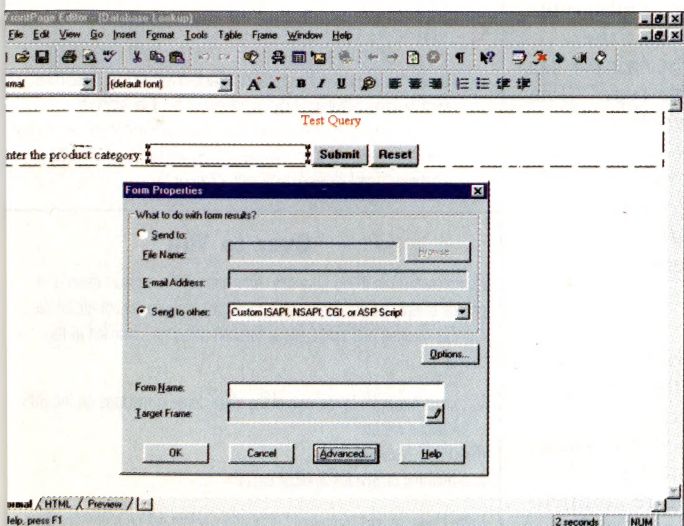 FrontPage Editor - [Database Lookup]
File Edit View Go Insert Format Tools Table Frame Window Help
(default font)
A A B I U
Test Query
nter the product category: Submit Reset
Form Properties
What to do with form results?
Send to:
File Name: Browse...
E-mail Address:
Send to other: Custom ISAPI, NSAPI, CGI, or ASP Script
Options...
Form Name:
Target Frame:
OK Cancel Advanced... Help
ormal HTML Preview
Help, press F1 2 seconds NUM